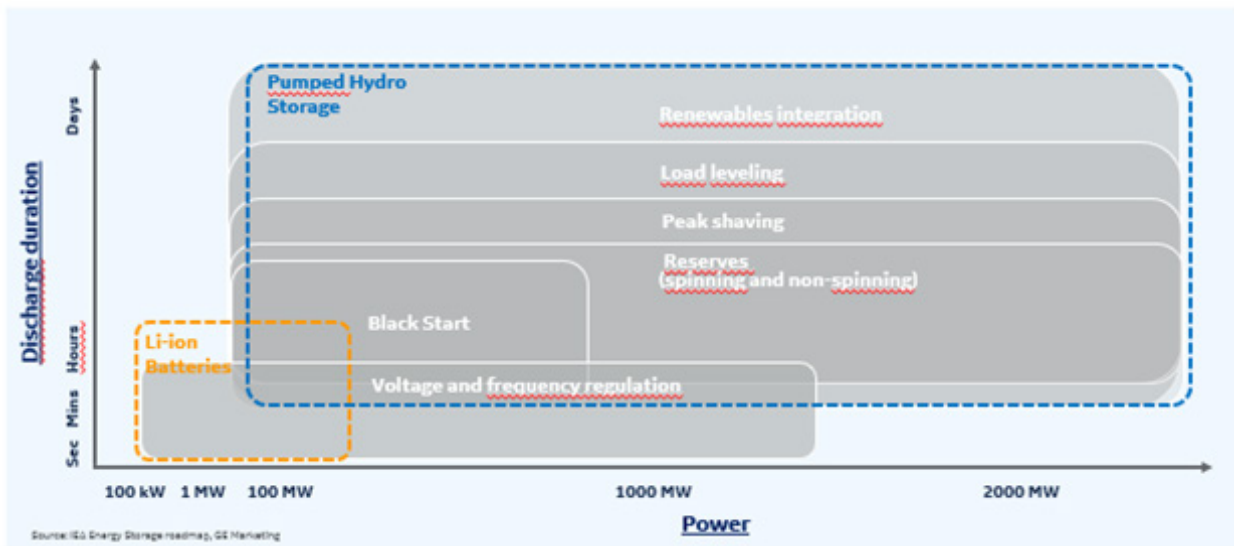 Pumped Hydro
Storage
Renewables integration
Load leveling
Peak shaving
Reserves
(spinning and non-spinning)
Black Start
Li-ion
Batteries
Voltage and frequency regulation
Discharge duration
Days
Hours
Mins
Sec
100 kW 1 MW 100 MW 1000 MW 2000 MW
Power
Source: IEA Energy Storage roadmap, GE Marketing